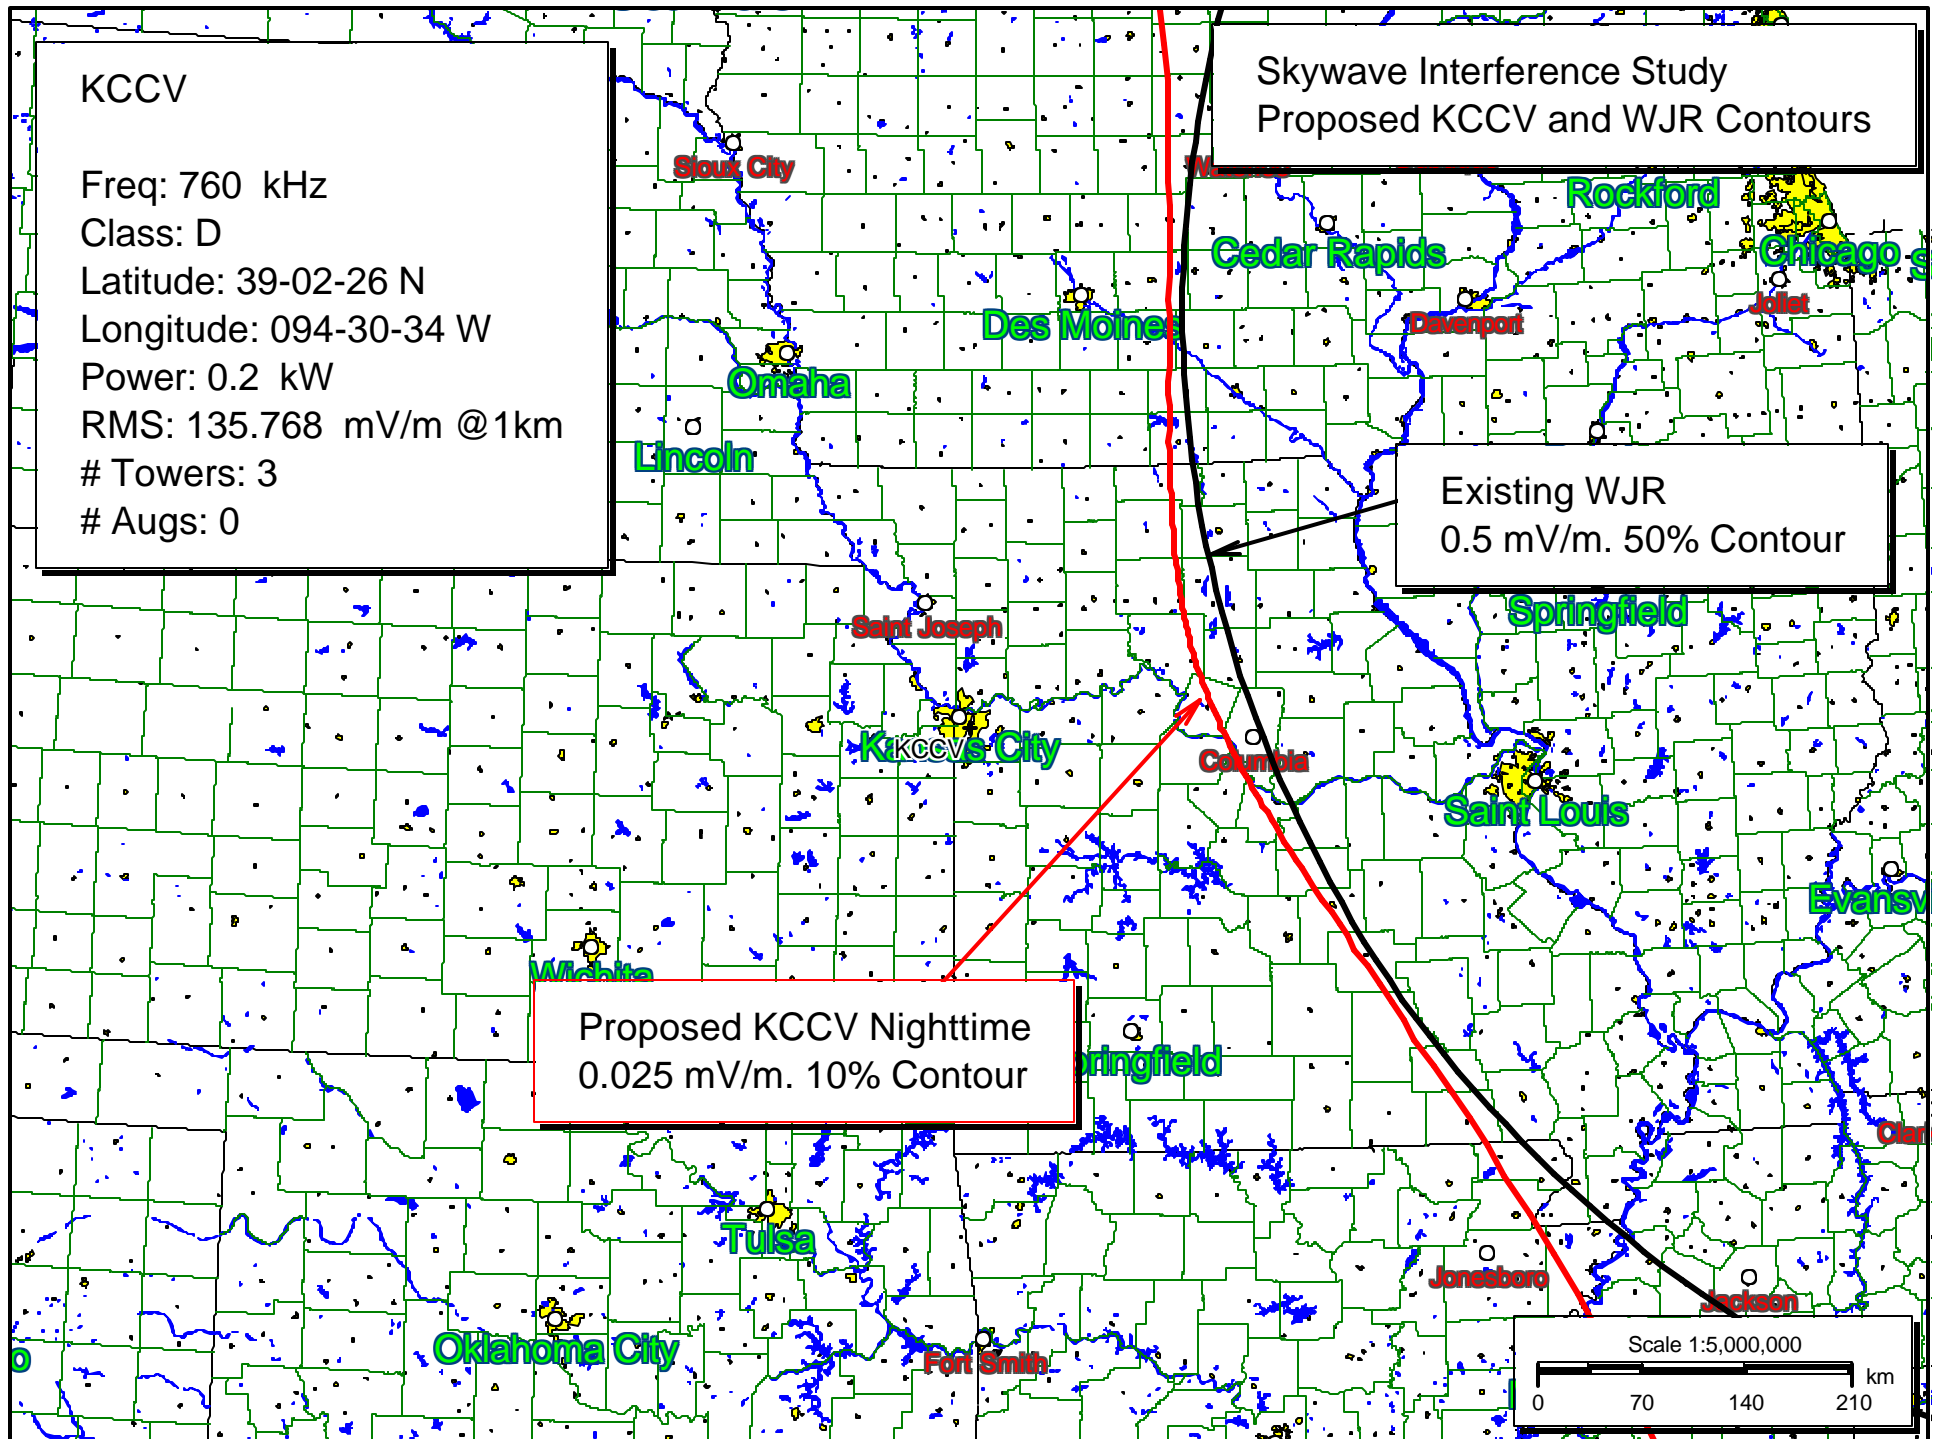 KCCV
Freq: 760 kHz
Class: D
Latitude: 39-02-26 N
Longitude: 094-30-34 W
Power: 0.2 kW
RMS: 135.768 mV/m @1km
# Towers: 3
# Augs: 0
Skywave Interference Study
Proposed KCCV and WJR Contours
Sioux City
Rockford
Cedar Rapids
Chicago
S
Joliet
Des Moines
Davenport
Omaha
Lincoln
Existing WJR
0.5 mV/m. 50% Contour
Springfield
Saint Joseph
KCCV
City
Columbia
Saint Louis
Evansv
Wichita
Proposed KCCV Nighttime
0.025 mV/m. 10% Contour
pringfield
Clar
Tulsa
Jonesboro
Jackson
Oklahoma City
Fort Smith
o
Scale 1:5,000,000
km
0 70 140 210